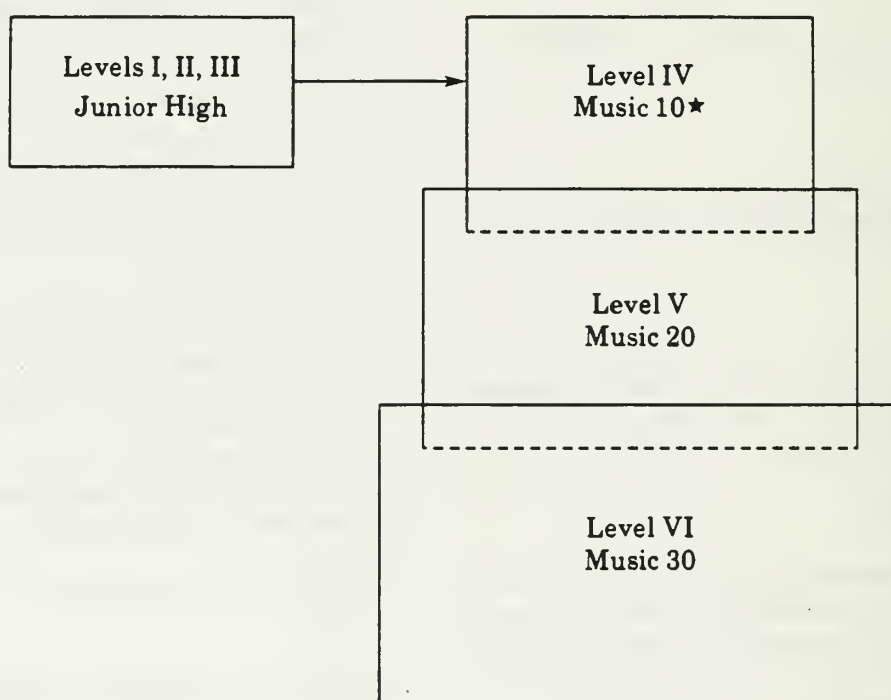 Levels I, II, III
Junior High
Level IV
Music 10★
Level V
Music 20
Level VI
Music 30